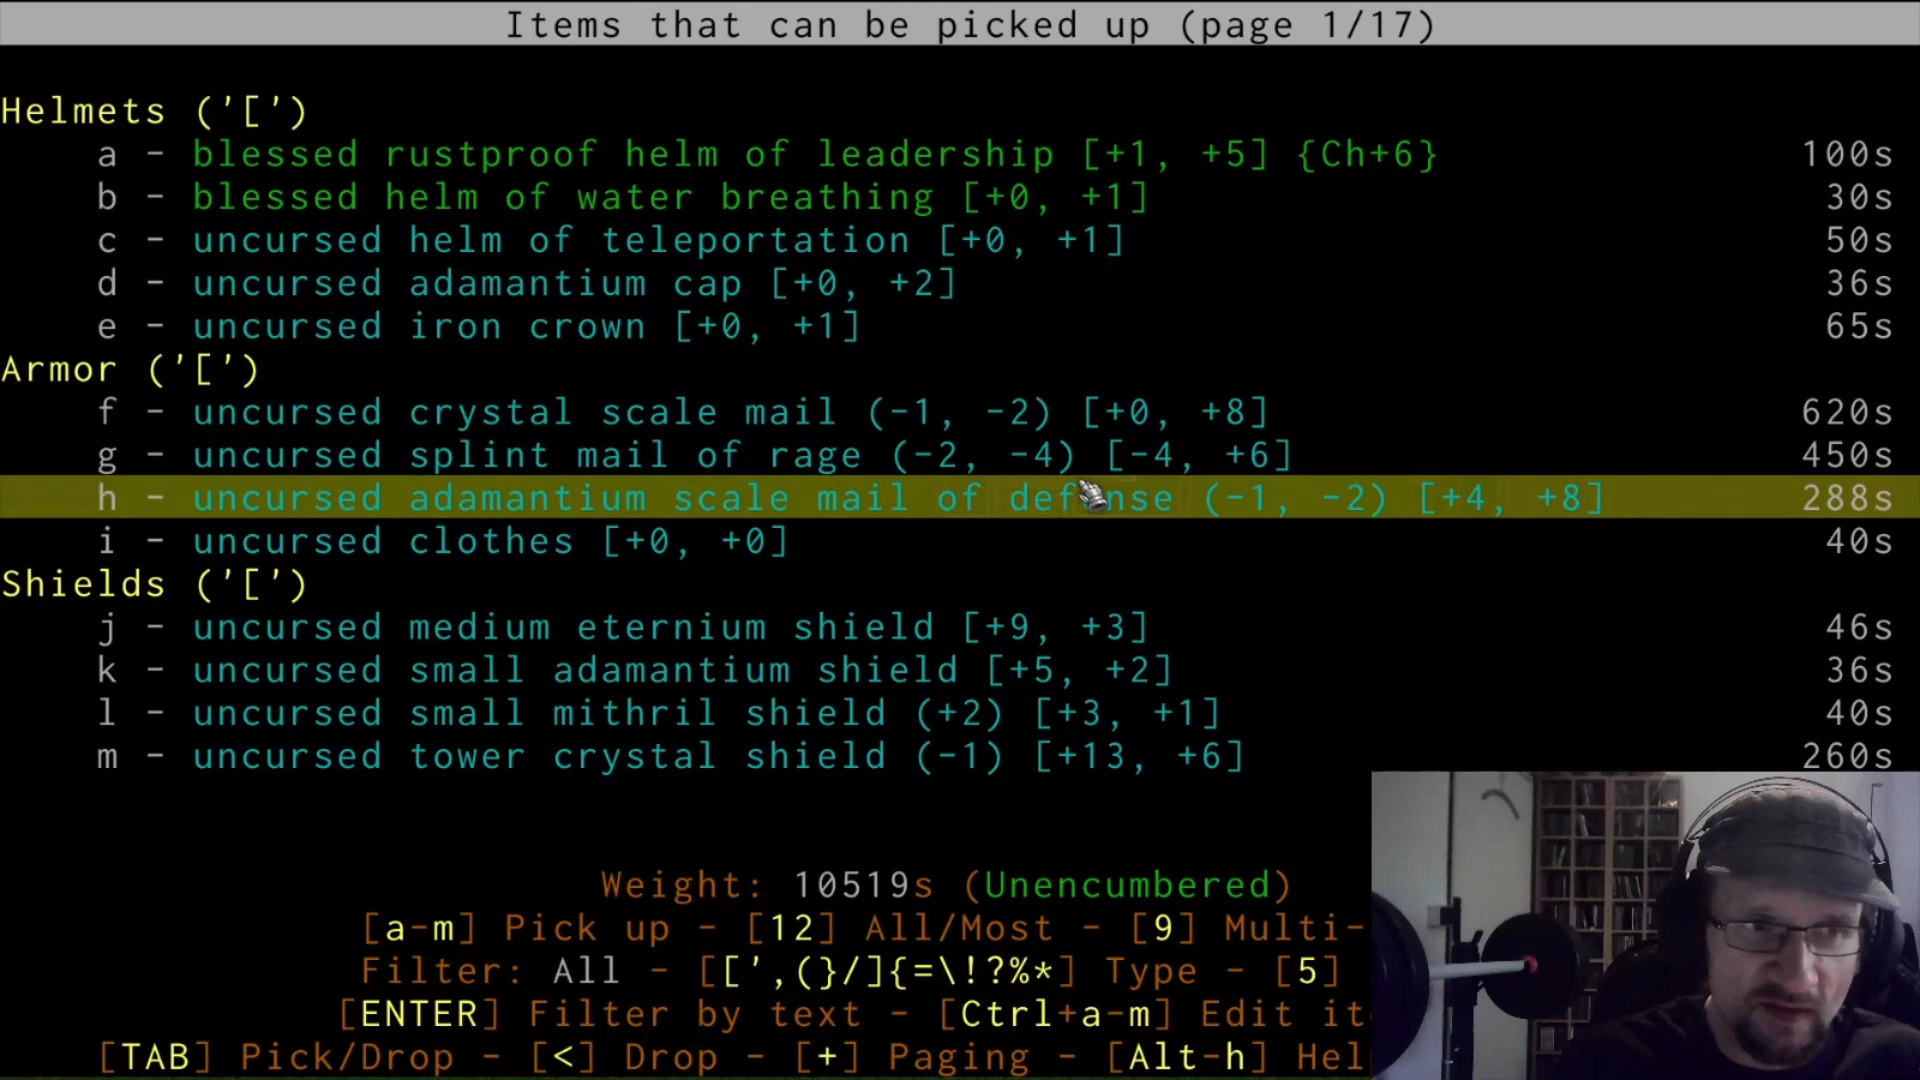 Items that can be picked up (page 1/17)
Helmets ('[')
a - blessed rustproof helm of leadership [+1, +5] {Ch+6} 100s
b - blessed helm of water breathing [+0, +1] 30s
c - uncursed helm of teleportation [+0, +1] 50s
d - uncursed adamantium cap [+0, +2] 36s
e - uncursed iron crown [+0, +1] 65s
Armor ('[')
f - uncursed crystal scale mail (-1, -2) [+0, +8] 620s
g - uncursed splint mail of rage (-2, -4) [-4, +6] 450s
h - uncursed adamantium scale mail of defense (-1, -2) [+4, +8] 288s
i - uncursed clothes [+0, +0] 40s
Shields ('[')
j - uncursed medium eternium shield [+9, +3] 46s
k - uncursed small adamantium shield [+5, +2] 36s
l - uncursed small mithril shield (+2) [+3, +1] 40s
m - uncursed tower crystal shield (-1) [+13, +6] 260s
Weight: 10519s (Unencumbered)
[a-m] Pick up - [12] All/Most - [9] Multi-
Filter: All - [[',(}/]{=\!?%*] Type - [5]
[ENTER] Filter by text - [Ctrl+a-m] Edit it
[TAB] Pick/Drop - [<] Drop - [+] Paging - [Alt-h] Hel